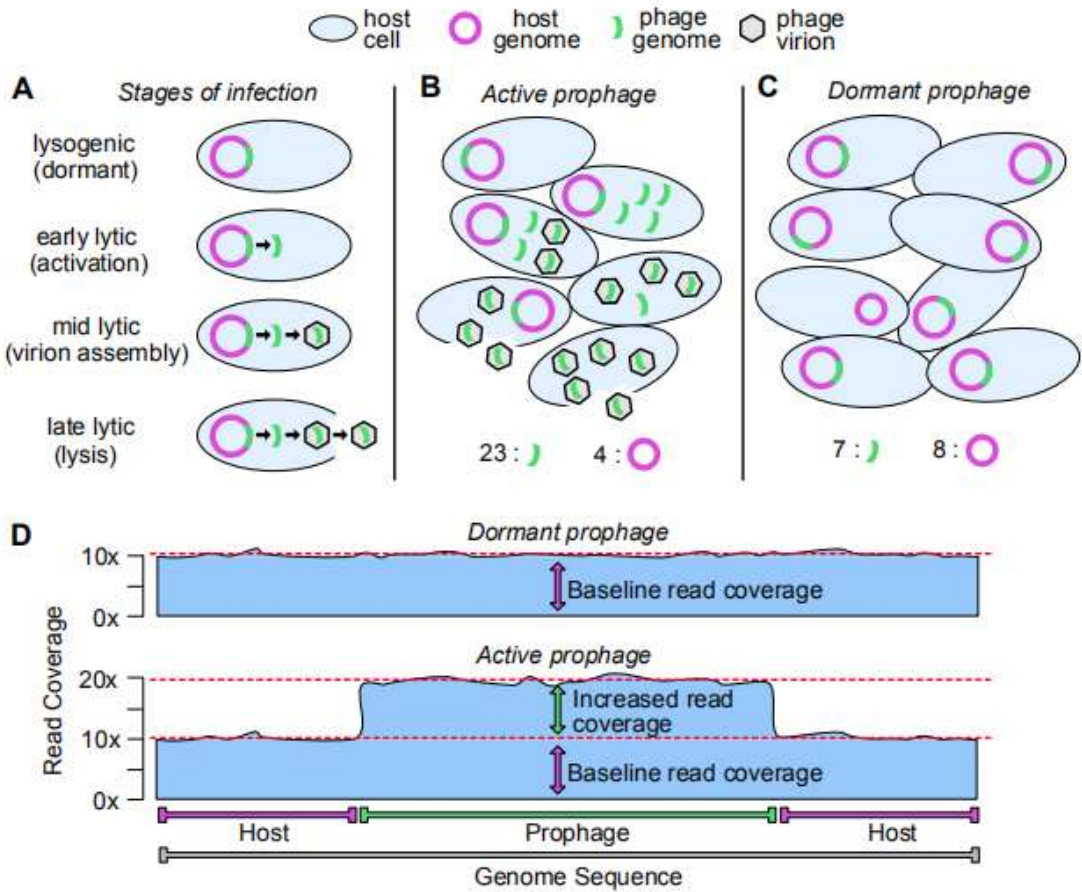 host cell
host genome
phage genome
phage virion
A
Stages of infection
lysogenic
(dormant)
early lytic
(activation)
mid lytic
(virion assembly)
late lytic
(lysis)
B
Active prophage
23 :
4 :
C
Dormant prophage
7 :
8 :
D
Read Coverage
Dormant prophage
10x
0x
Baseline read coverage
Active prophage
20x
10x
0x
Increased read
coverage
Baseline read coverage
Host
Prophage
Host
Genome Sequence